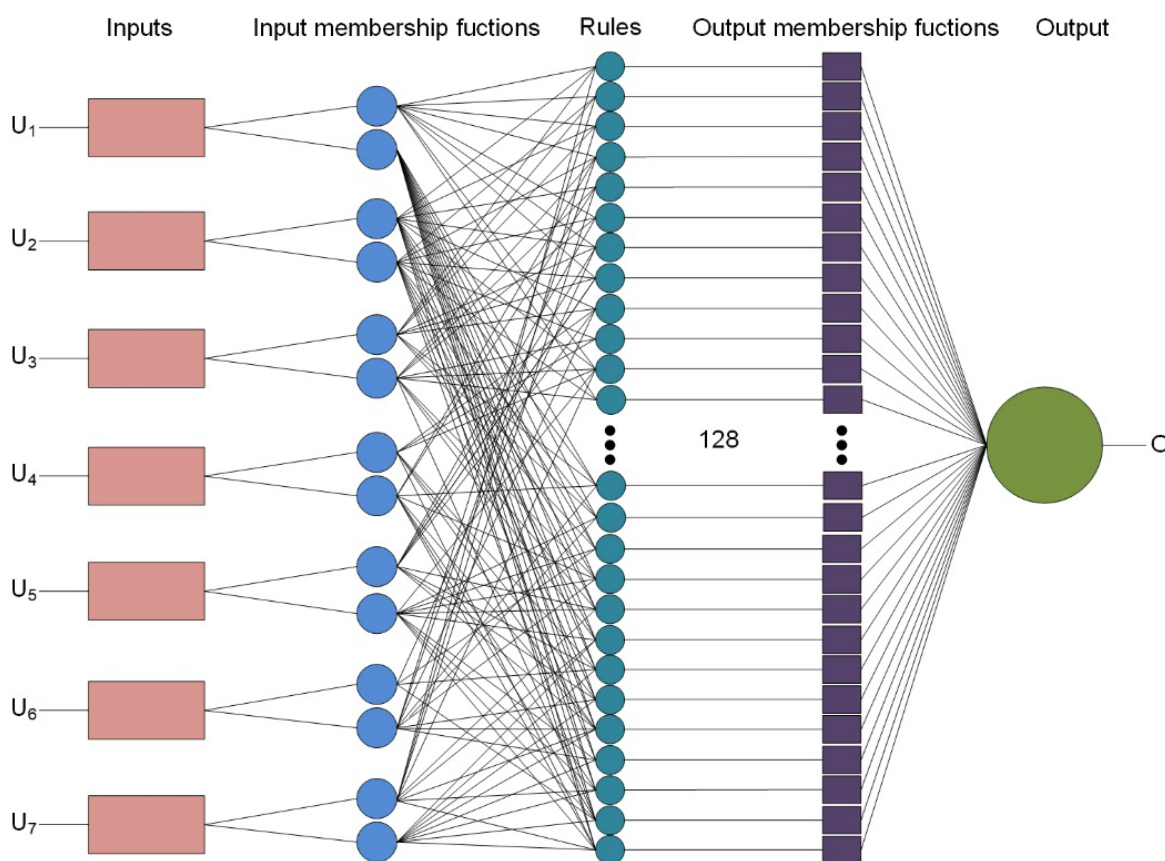 Inputs Input membership fuctions Rules Output membership fuctions Output
U₁
U₂
U₃
128
U₄
U₅
U₆
U₇